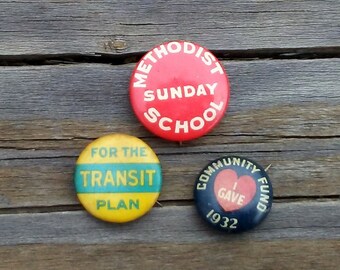 METHODIST
SUNDAY
SCHOOL
FOR THE
TRANSIT
PLAN
COMMUNITY FUND
I
GAVE
1932